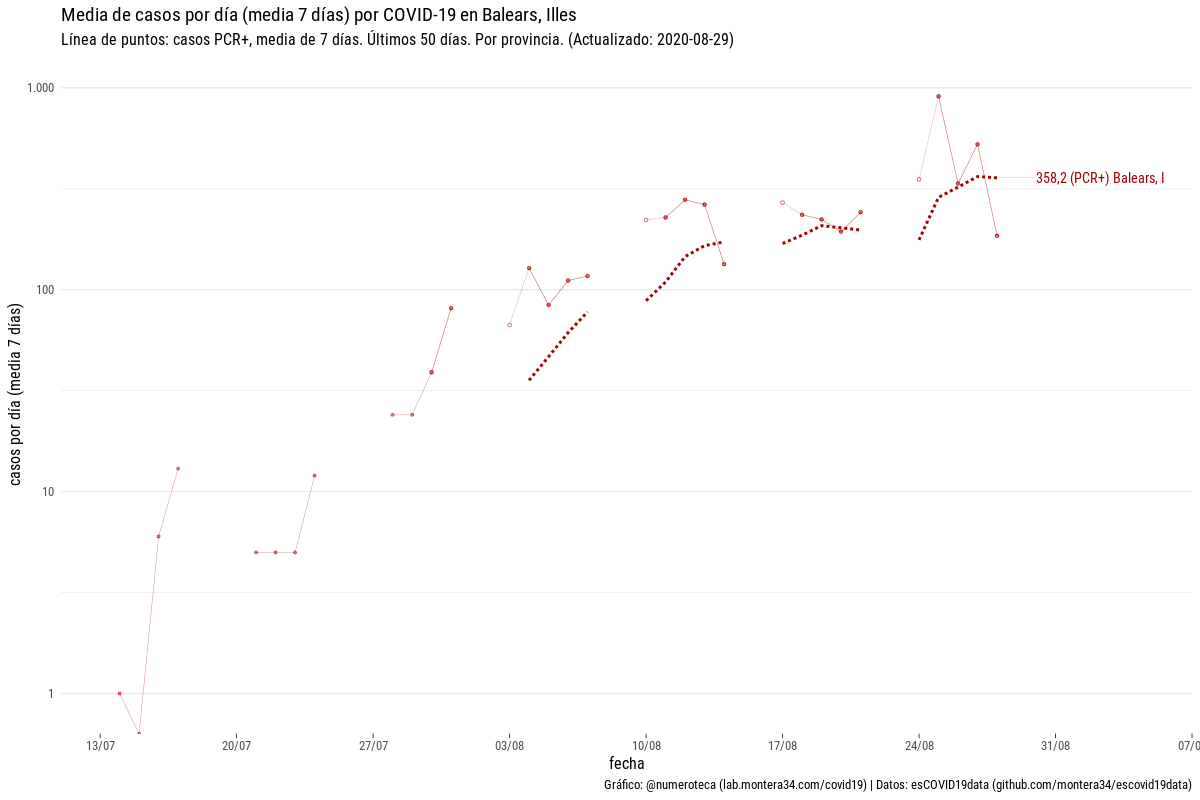 Media de casos por día (media 7 días) por COVID-19 en Balears, Illes
Línea de puntos: casos PCR+, media de 7 días. Últimos 50 días. Por provincia. (Actualizado: 2020-08-29)
1.000
358,2 (PCR+) Balears, I
100
10
1
casos por día (media 7 días)
13/07 20/07 27/07 03/08 10/08 17/08 24/08 31/08 07/0
fecha
Gráfico: @numeroteca (lab.montera34.com/covid19) | Datos: esCOVID19data (github.com/montera34/escovid19data)